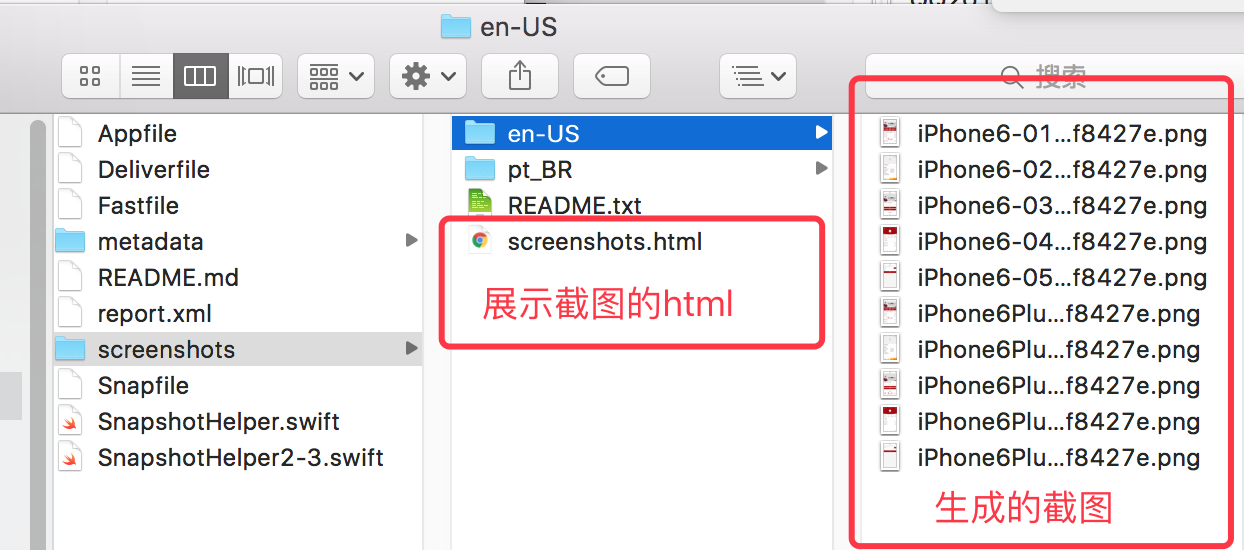 en-US
搜索
Appfile
Deliverfile
Fastfile
metadata
README.md
report.xml
screenshots
Snapfile
SnapshotHelper.swift
SnapshotHelper2-3.swift
en-US
pt_BR
README.txt
screenshots.html
展示截图的html
iPhone6-01...f8427e.png
iPhone6-02...f8427e.png
iPhone6-03...f8427e.png
iPhone6-04...f8427e.png
iPhone6-05...f8427e.png
iPhone6Plu...f8427e.png
iPhone6Plu...f8427e.png
iPhone6Plu...f8427e.png
iPhone6Plu...f8427e.png
iPhone6Plu...f8427e.png
生成的截图